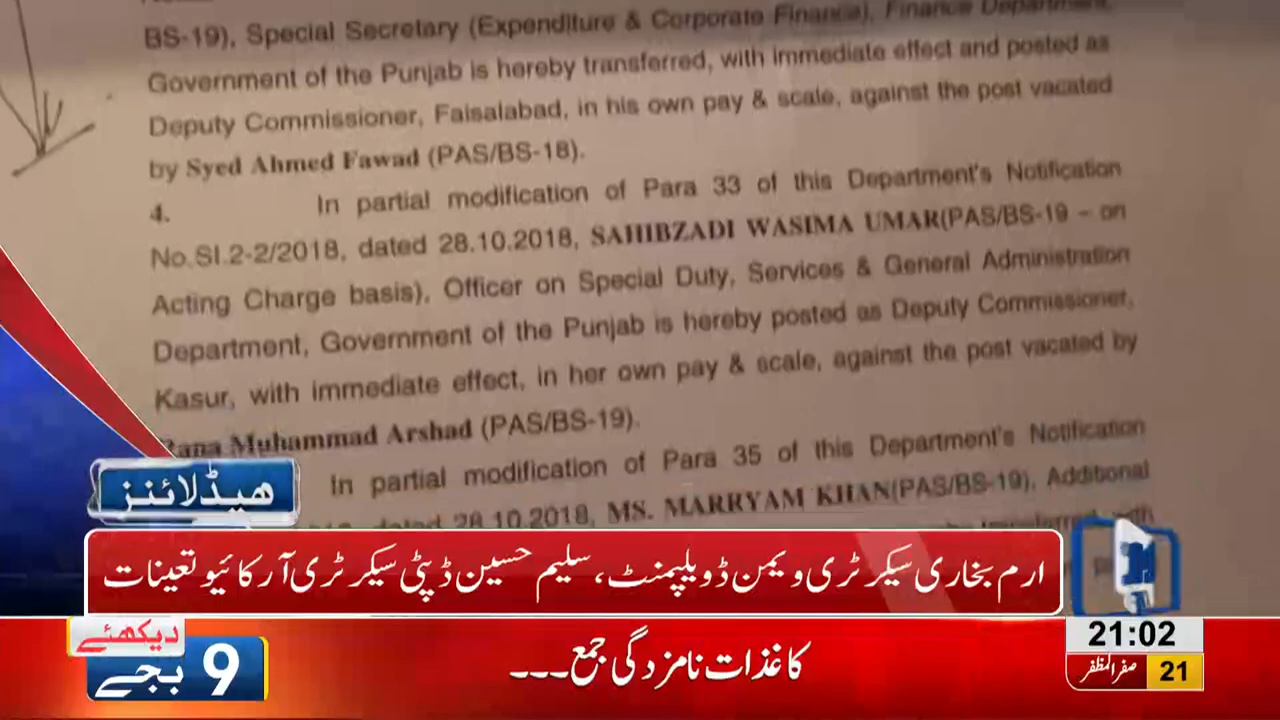 BS-19), Special Secretary (Expenditure & Corporate Finance), Finance Department,
Government of the Punjab is hereby transferred, with immediate effect and posted as
Deputy Commissioner, Faisalabad, in his own pay & scale, against the post vacated
by Syed Ahmed Fawad (PAS/BS-18).
4. In partial modification of Para 33 of this Department's Notification
No.SI.2-2/2018, dated 28.10.2018, SAHIBZADI WASIMA UMAR(PAS/BS-19 – on
Acting Charge basis), Officer on Special Duty, Services & General Administration
Department, Government of the Punjab is hereby posted as Deputy Commissioner,
Kasur, with immediate effect, in her own pay & scale, against the post vacated by
Rana Muhammad Arshad (PAS/BS-19).
In partial modification of Para 35 of this Department's Notification
dated 28.10.2018, MS. MARRYAM KHAN(PAS/BS-19), Additional
ہیڈلائنز
ارم بخاری سیکرٹری ویمن ڈویلپمنٹ، سلیم حسین ڈپٹی سیکرٹری آرکائیو تعینات
دیکھئے
9 بجے
کاغذات نامزدگی جمع ۔۔۔
21:02
21 صفرالمظفر